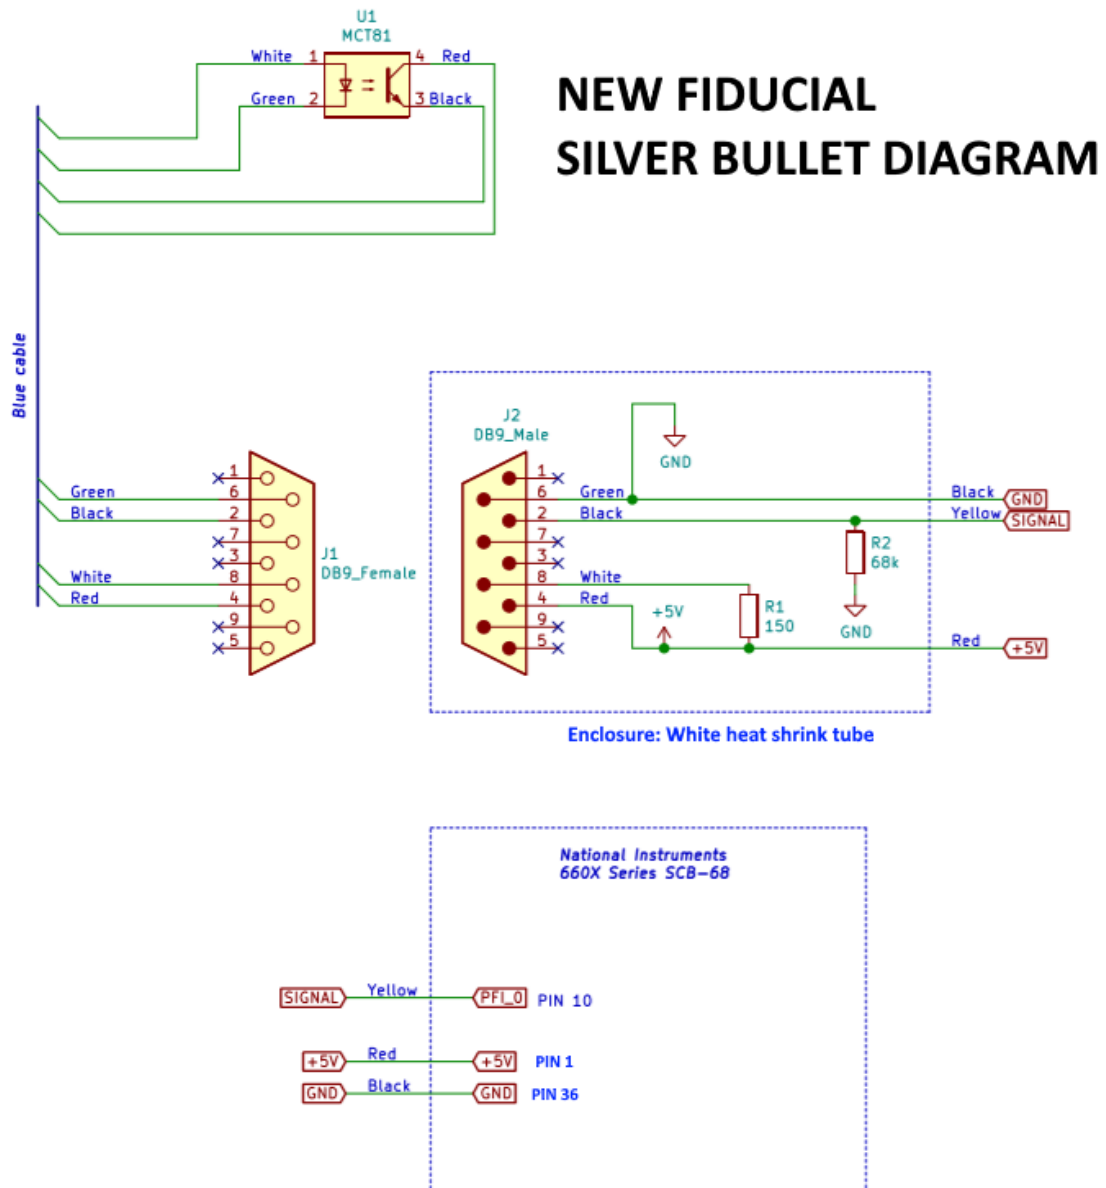 U1
MCT81
White 1 4 Red
Green 2 3 Black
NEW FIDUCIAL
SILVER BULLET DIAGRAM
Blue cable
J2
DB9_Male
GND
1
Green 6
Black 2
7
3
White 8
Red 4
9
5
J1
DB9_Female
1
6 Green Black GND
2 Black Yellow SIGNAL
7
3
8 White
4 Red
9
5
R2
68k
GND
+5V
R1
150
Red +5V
Enclosure: White heat shrink tube
National Instruments
660X Series SCB-68
SIGNAL Yellow PFI_0 PIN 10
+5V Red +5V PIN 1
GND Black GND PIN 36